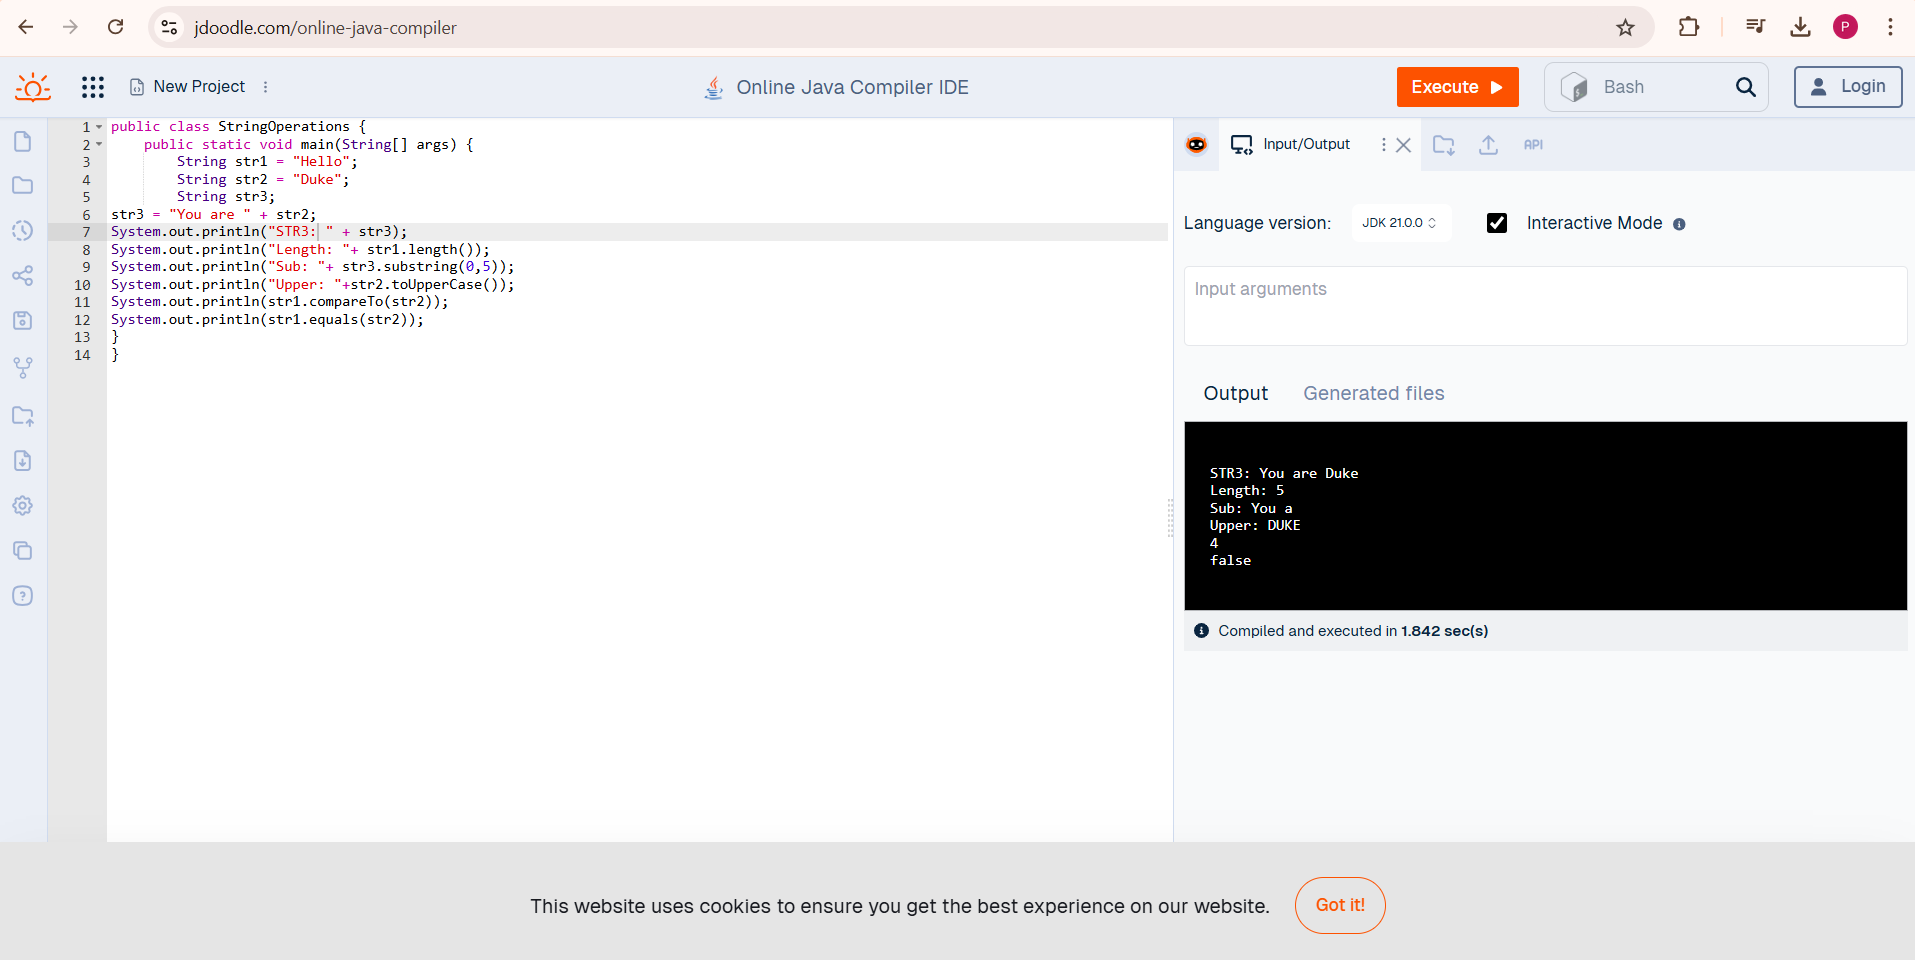 jdoodle.com/online-java-compiler
P
New Project
Online Java Compiler IDE
Execute
Bash
Login
1 public class StringOperations {
2     public static void main(String[] args) {
3         String str1 = "Hello";
4         String str2 = "Duke";
5         String str3;
6 str3 = "You are " + str2;
7 System.out.println("STR3: " + str3);
8 System.out.println("Length: "+ str1.length());
9 System.out.println("Sub: "+ str3.substring(0,5));
10 System.out.println("Upper: "+str2.toUpperCase());
11 System.out.println(str1.compareTo(str2));
12 System.out.println(str1.equals(str2));
13 }
14 }
Input/Output
API
Language version:
JDK 21.0.0
Interactive Mode
Input arguments
Output
Generated files
STR3: You are Duke
Length: 5
Sub: You a
Upper: DUKE
4
false
Compiled and executed in 1.842 sec(s)
This website uses cookies to ensure you get the best experience on our website.
Got it!